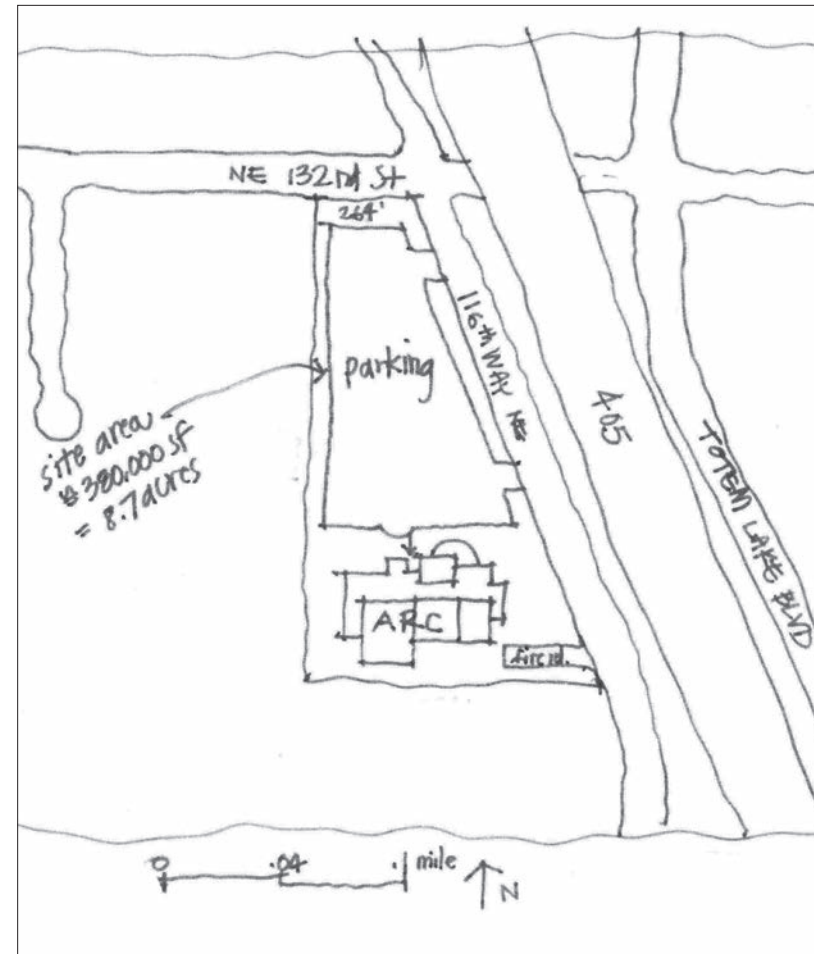 NE 132nd St
264'
parking
116th WAY NE
405
TOTEM LAKE BLVD
site area
≅ 380,000 sf
= 8.7 acres
ARC
fire rd.
0 .04 .1 mile
N